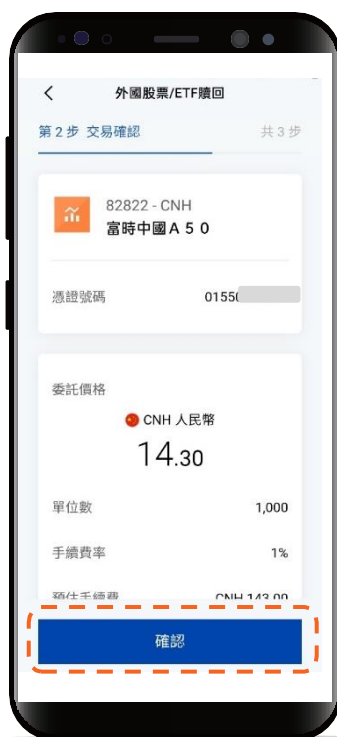 外國股票/ETF贖回
第2步 交易確認 共3步
82822 - CNH
富時中國A50
憑證號碼 0155
委託價格
CNH 人民幣
14.30
單位數 1,000
手續費率 1%
預估手續費 CNH 143.00
確認